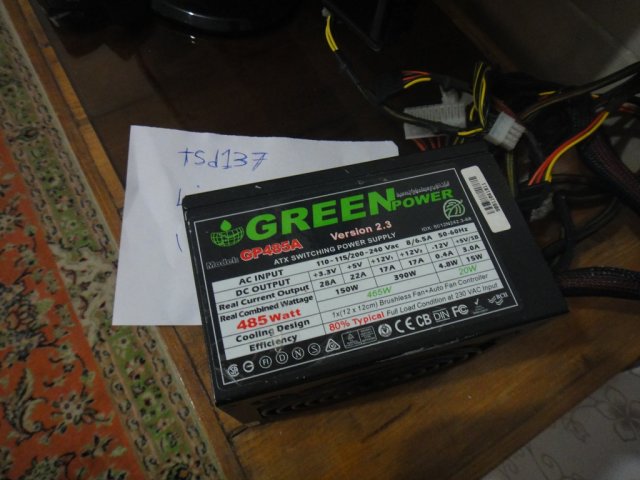 tsd137
GREEN
POWER
Version 2.3
Model: GP485A
ATX SWITCHING POWER SUPPLY
AC INPUT 110 - 115/200 - 240 Vac 8/6.5A 50-60Hz
DC OUTPUT +3.3V +5V +12V1 +12V2 -12V +5V/SB
Real Current Output 28A 22A 17A 17A 0.4A 3.0A
Real Combined Wattage 150W 390W 4.8W 15W
485Watt 465W 20W
Cooling Design 1x(12 x 12cm) Brushless Fan • Auto Fan Controller
Efficiency 80% Typical Full Load Condition at 230 VAC Input